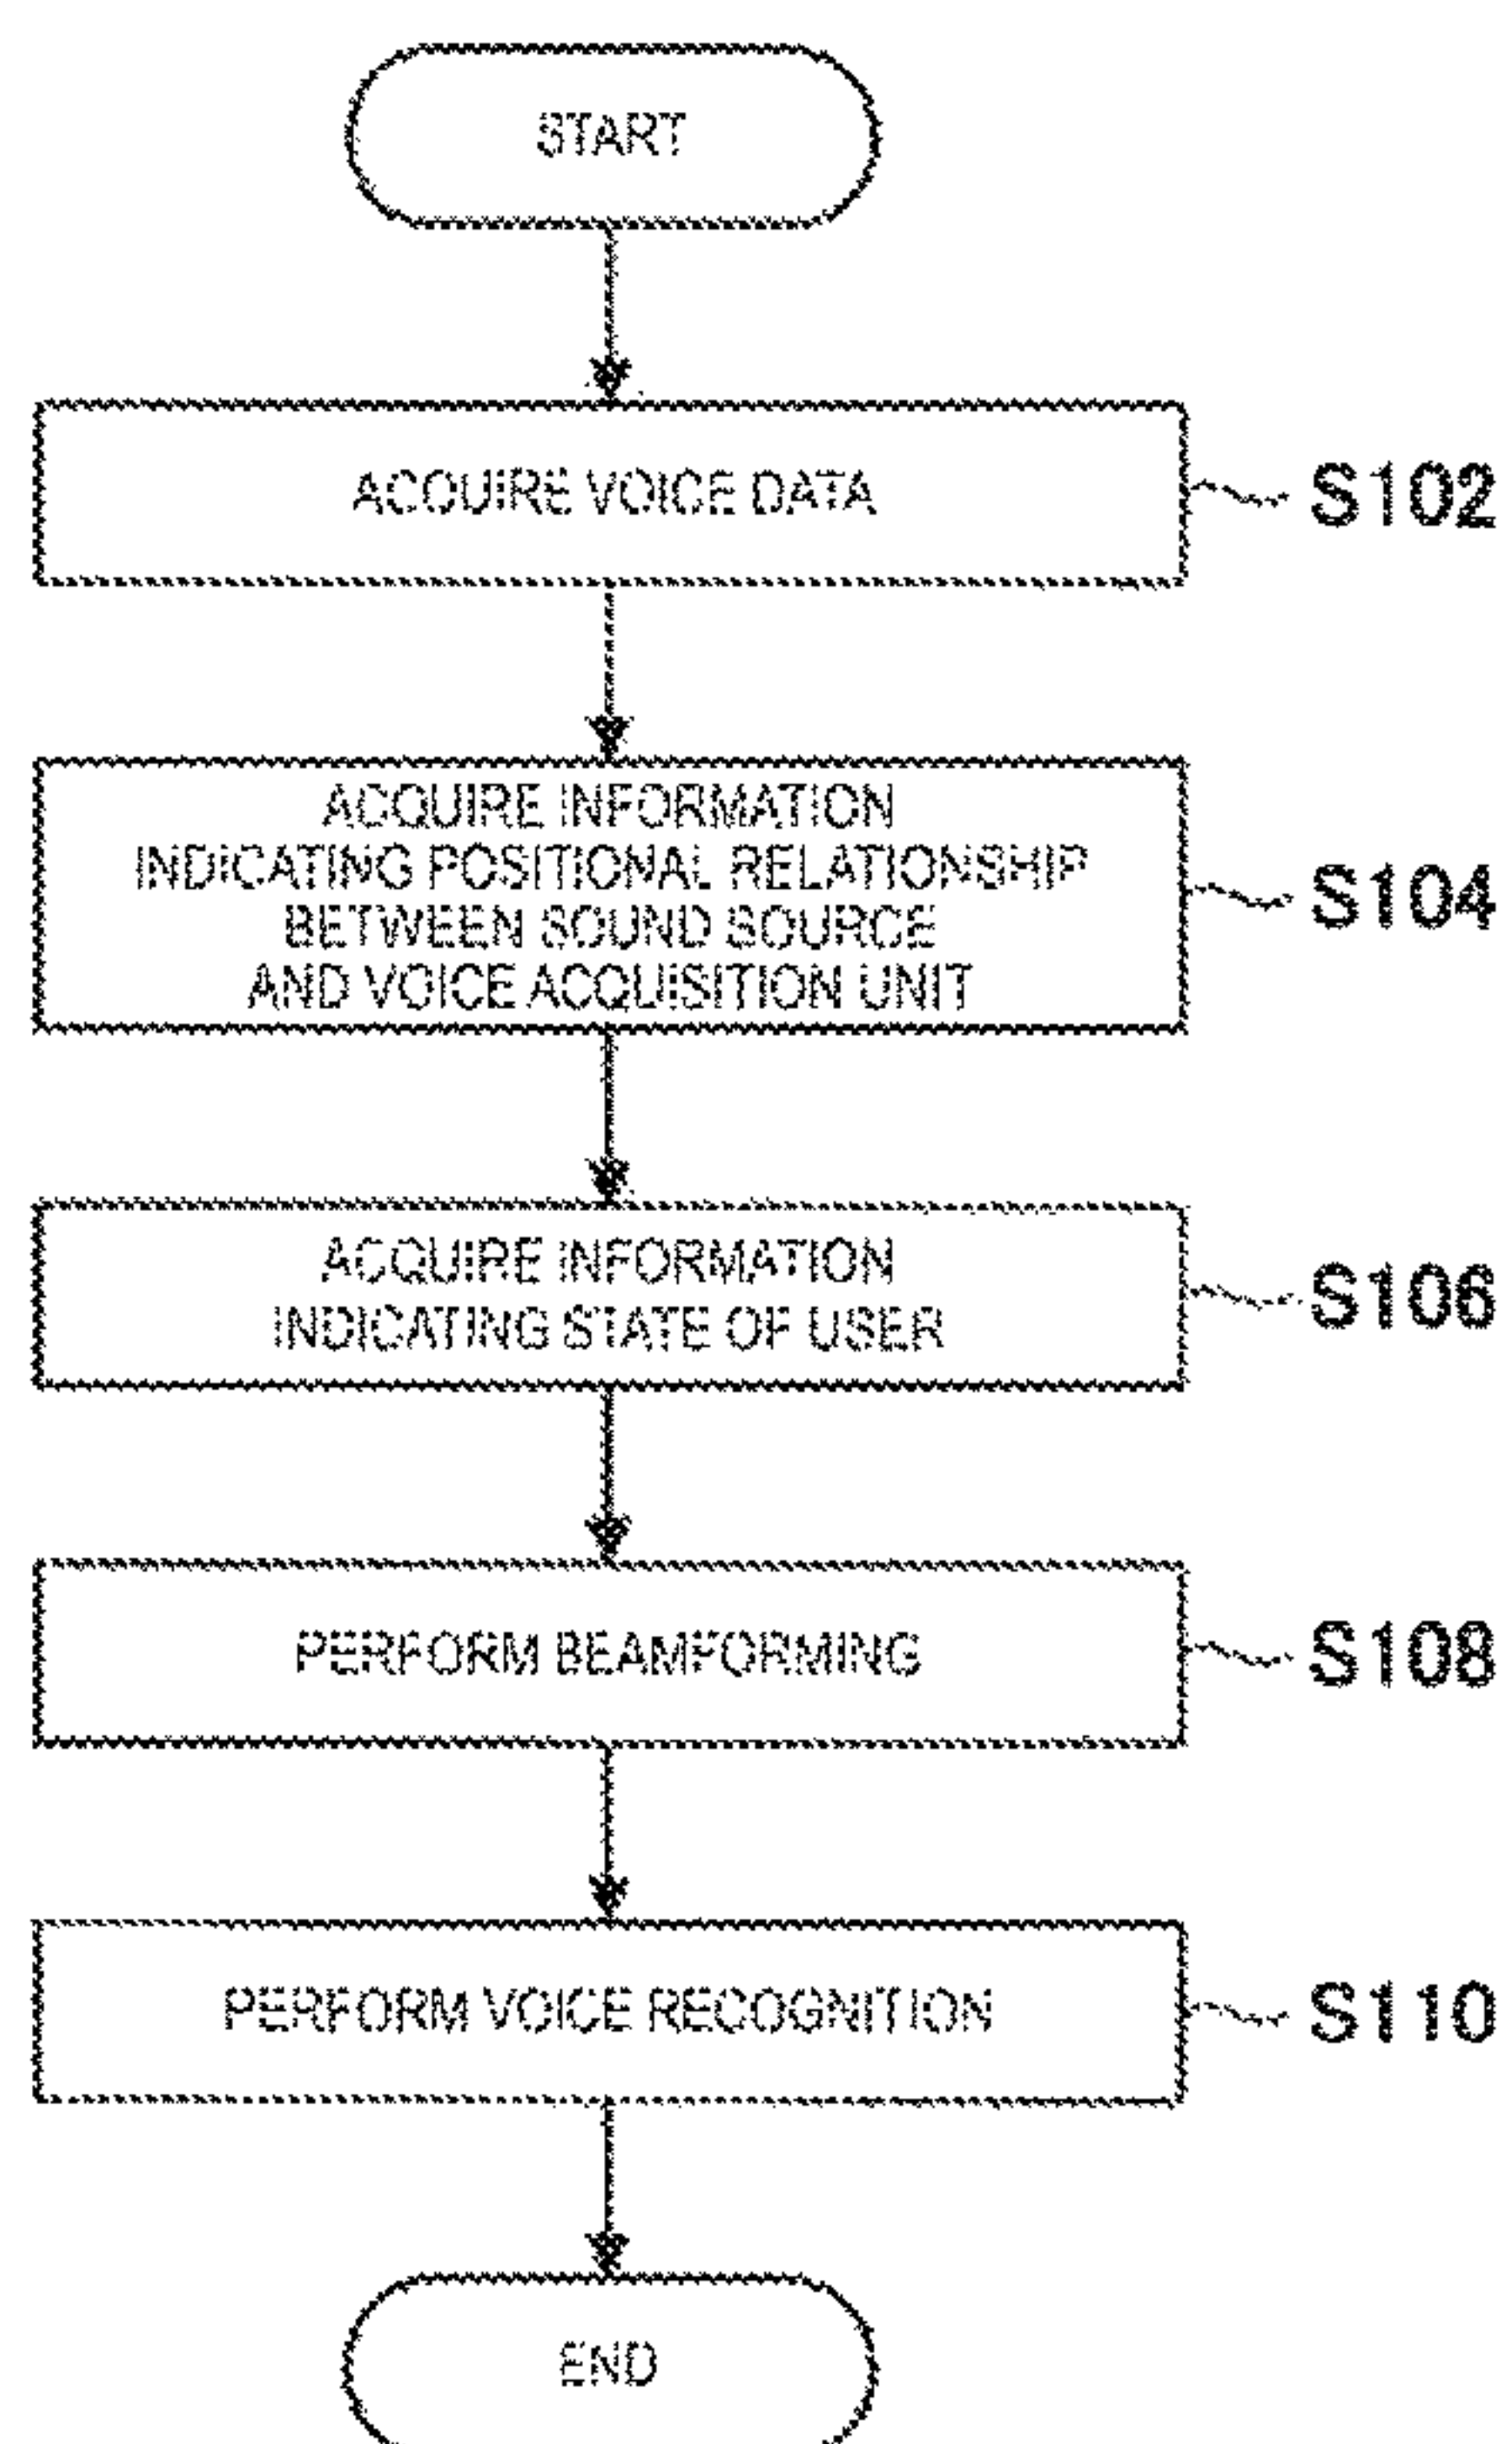 START
ACQUIRE VOICE DATA
S102
ACQUIRE INFORMATION
INDICATING POSITIONAL RELATIONSHIP
BETWEEN SOUND SOURCE
AND VOICE ACQUISITION UNIT
S104
ACQUIRE INFORMATION
INDICATING STATE OF USER
S106
PERFORM BEAMFORMING
S108
PERFORM VOICE RECOGNITION
S110
END